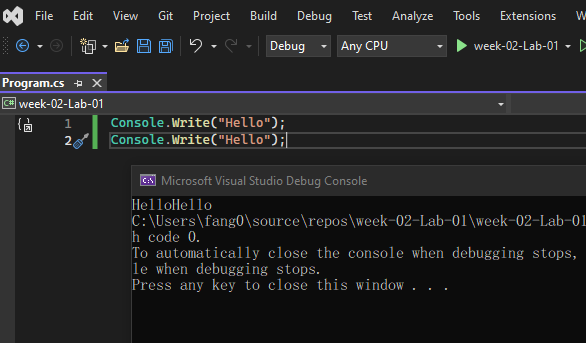 File Edit View Git Project Build Debug Test Analyze Tools Extensions
Debug Any CPU week-02-Lab-01
Program.cs
C# week-02-Lab-01
1 Console.Write("Hello");
2 Console.Write("Hello");
Microsoft Visual Studio Debug Console
HelloHello
C:\Users\fang0\source\repos\week-02-Lab-01\week-02-Lab-01
h code 0.
To automatically close the console when debugging stops,
le when debugging stops.
Press any key to close this window . . .